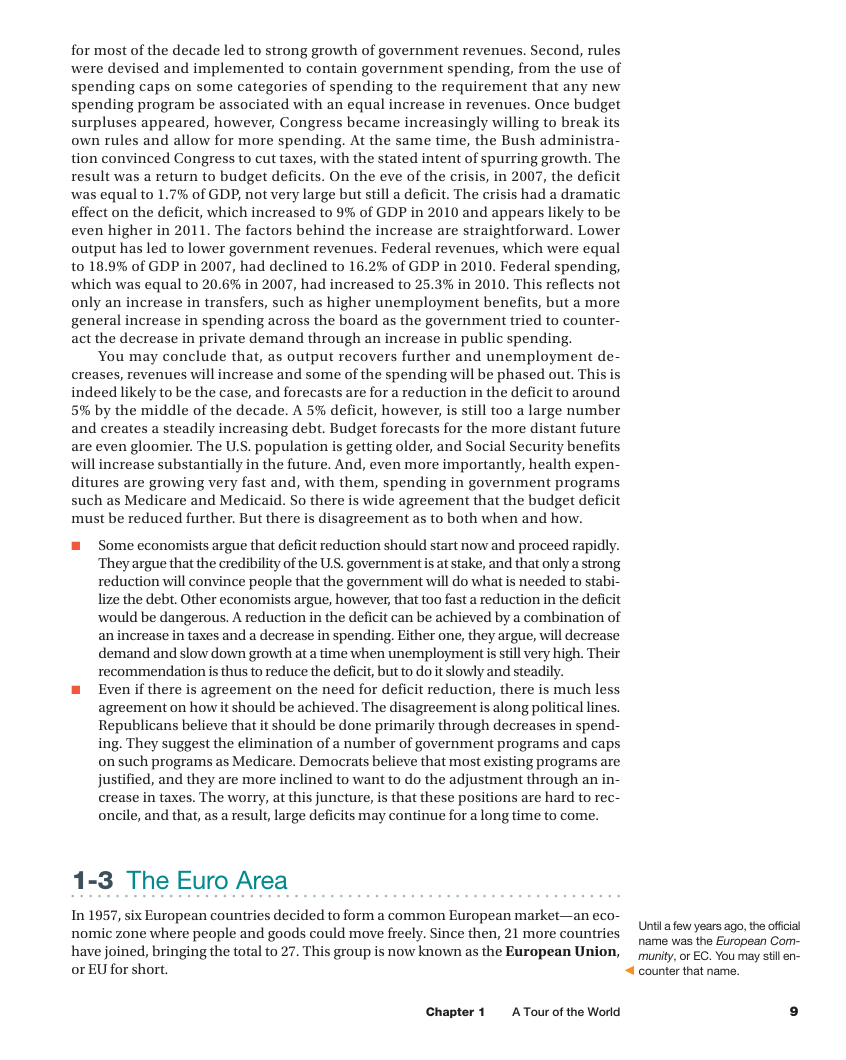 for most of the decade led to strong growth of government revenues. Second, rules
were devised and implemented to contain government spending, from the use of
spending caps on some categories of spending to the requirement that any new
spending program be associated with an equal increase in revenues. Once budget
surpluses appeared, however, Congress became increasingly willing to break its
own rules and allow for more spending. At the same time, the Bush administra-
tion convinced Congress to cut taxes, with the stated intent of spurring growth. The
result was a return to budget deficits. On the eve of the crisis, in 2007, the deficit
was equal to 1.7% of GDP, not very large but still a deficit. The crisis had a dramatic
effect on the deficit, which increased to 9% of GDP in 2010 and appears likely to be
even higher in 2011. The factors behind the increase are straightforward. Lower
output has led to lower government revenues. Federal revenues, which were equal
to 18.9% of GDP in 2007, had declined to 16.2% of GDP in 2010. Federal spending,
which was equal to 20.6% in 2007, had increased to 25.3% in 2010. This reflects not
only an increase in transfers, such as higher unemployment benefits, but a more
general increase in spending across the board as the government tried to counter-
act the decrease in private demand through an increase in public spending.
You may conclude that, as output recovers further and unemployment de-
creases, revenues will increase and some of the spending will be phased out. This is
indeed likely to be the case, and forecasts are for a reduction in the deficit to around
5% by the middle of the decade. A 5% deficit, however, is still too a large number
and creates a steadily increasing debt. Budget forecasts for the more distant future
are even gloomier. The U.S. population is getting older, and Social Security benefits
will increase substantially in the future. And, even more importantly, health expen-
ditures are growing very fast and, with them, spending in government programs
such as Medicare and Medicaid. So there is wide agreement that the budget deficit
must be reduced further. But there is disagreement as to both when and how.
■ Some economists argue that deficit reduction should start now and proceed rapidly.
They argue that the credibility of the U.S. government is at stake, and that only a strong
reduction will convince people that the government will do what is needed to stabi-
lize the debt. Other economists argue, however, that too fast a reduction in the deficit
would be dangerous. A reduction in the deficit can be achieved by a combination of
an increase in taxes and a decrease in spending. Either one, they argue, will decrease
demand and slow down growth at a time when unemployment is still very high. Their
recommendation is thus to reduce the deficit, but to do it slowly and steadily.
■ Even if there is agreement on the need for deficit reduction, there is much less
agreement on how it should be achieved. The disagreement is along political lines.
Republicans believe that it should be done primarily through decreases in spend-
ing. They suggest the elimination of a number of government programs and caps
on such programs as Medicare. Democrats believe that most existing programs are
justified, and they are more inclined to want to do the adjustment through an in-
crease in taxes. The worry, at this juncture, is that these positions are hard to rec-
oncile, and that, as a result, large deficits may continue for a long time to come.
1-3 The Euro Area
In 1957, six European countries decided to form a common European market—an eco-
nomic zone where people and goods could move freely. Since then, 21 more countries
have joined, bringing the total to 27. This group is now known as the European Union,
or EU for short.
Until a few years ago, the official
name was the European Com-
munity, or EC. You may still en-
◀ counter that name.
Chapter 1 A Tour of the World 9